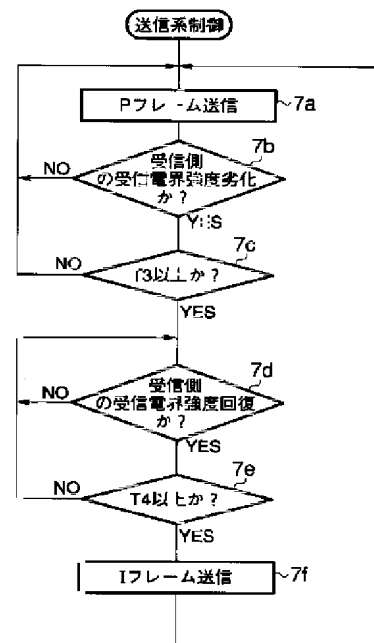 送信系制御
Pフレーム送信
7a
受信側
の受信電界強度劣化
か？
7b
NO
YES
T3以上か？
7c
NO
YES
受信側
の受信電界強度回復
か？
7d
NO
YES
T4以上か？
7e
NO
YES
Iフレーム送信
7f